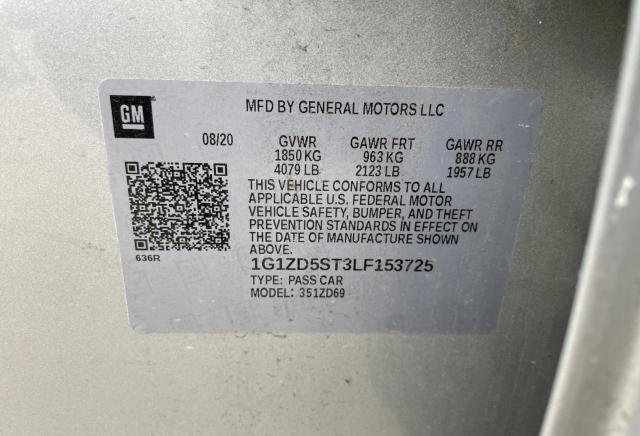 GM
MFD BY GENERAL MOTORS LLC
08/20 GVWR GAWR FRT GAWR RR
1850 KG 963 KG 888 KG
4079 LB 2123 LB 1957 LB
THIS VEHICLE CONFORMS TO ALL
APPLICABLE U.S. FEDERAL MOTOR
VEHICLE SAFETY, BUMPER, AND THEFT
PREVENTION STANDARDS IN EFFECT ON
THE DATE OF MANUFACTURE SHOWN
ABOVE.
636R
1G1ZD5ST3LF153725
TYPE: PASS CAR
MODEL: 351ZD69